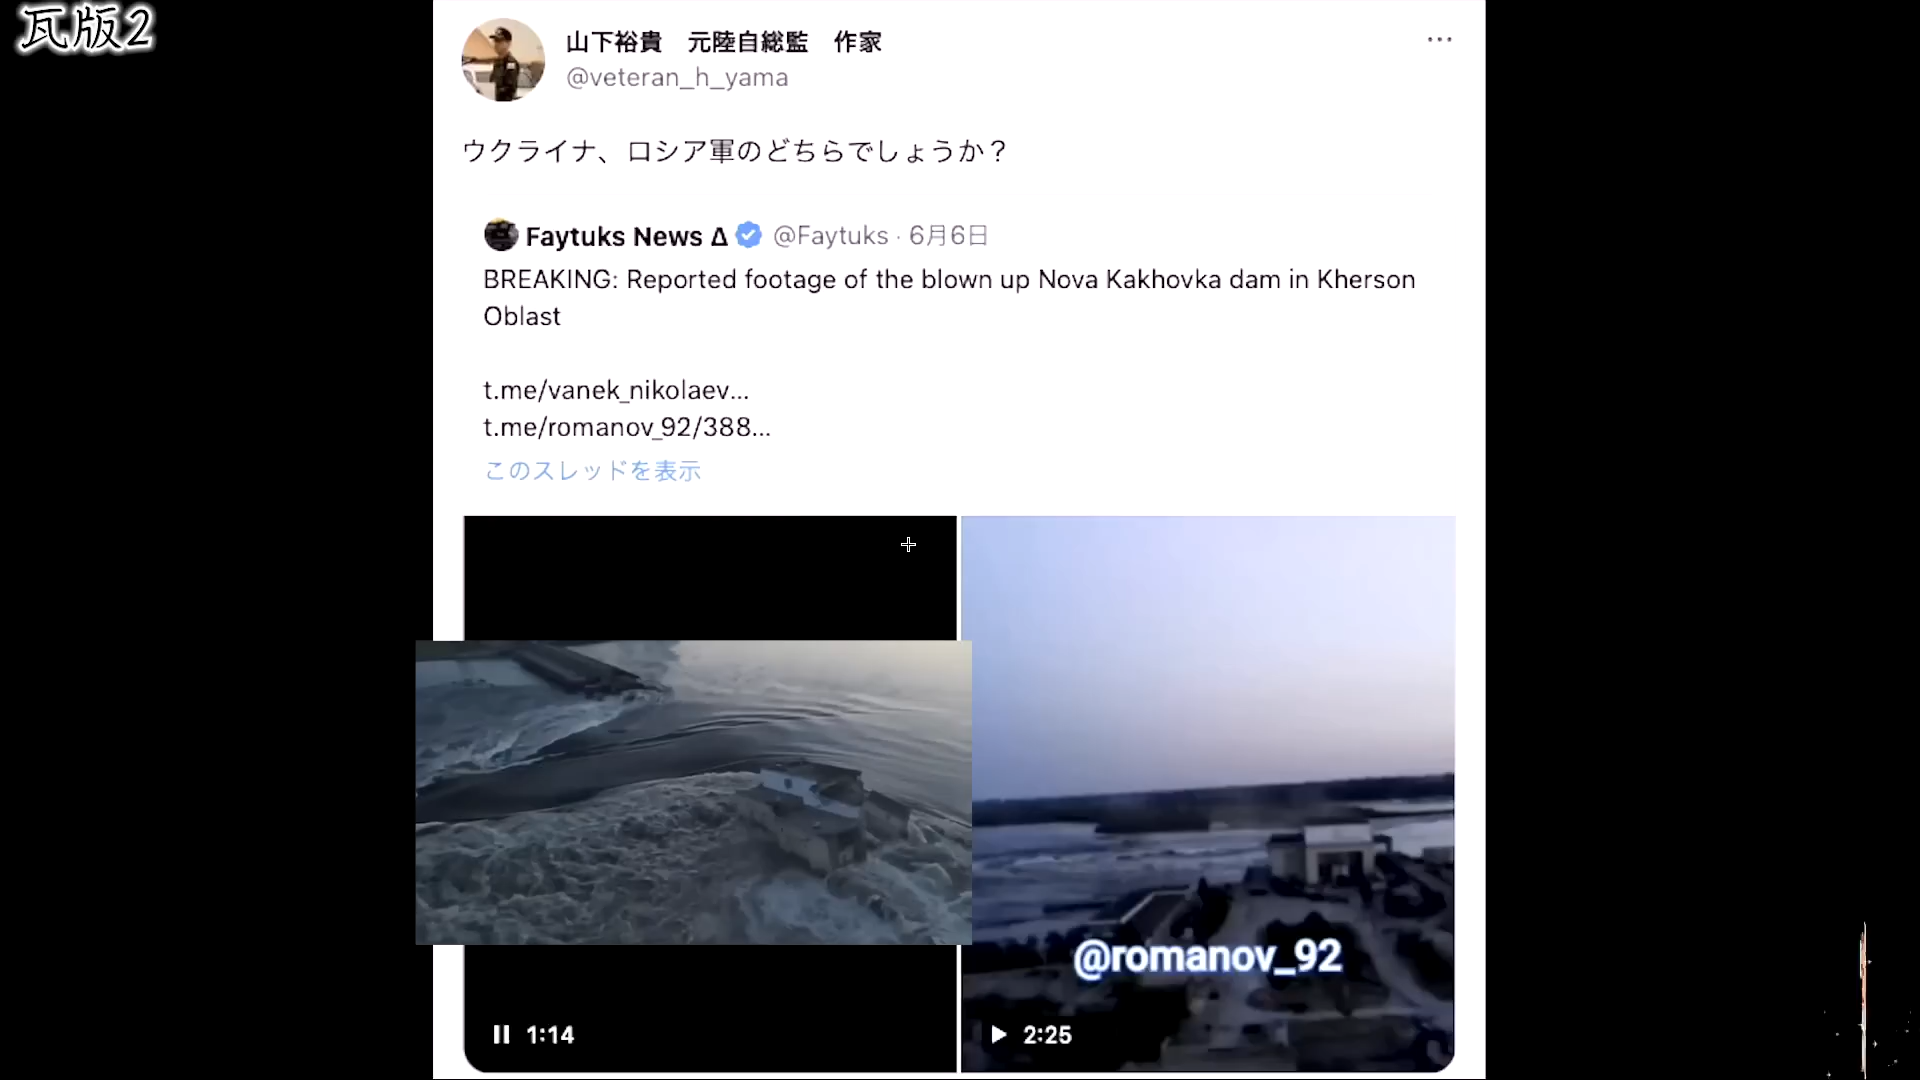 瓦版2
山下裕貴　元陸自総監　作家
@veteran_h_yama
ウクライナ、ロシア軍のどちらでしょうか？
Faytuks News Δ @Faytuks · 6月6日
BREAKING: Reported footage of the blown up Nova Kakhovka dam in Kherson
Oblast
t.me/vanek_nikolaev...
t.me/romanov_92/388...
このスレッドを表示
@romanov_92
1:14
2:25